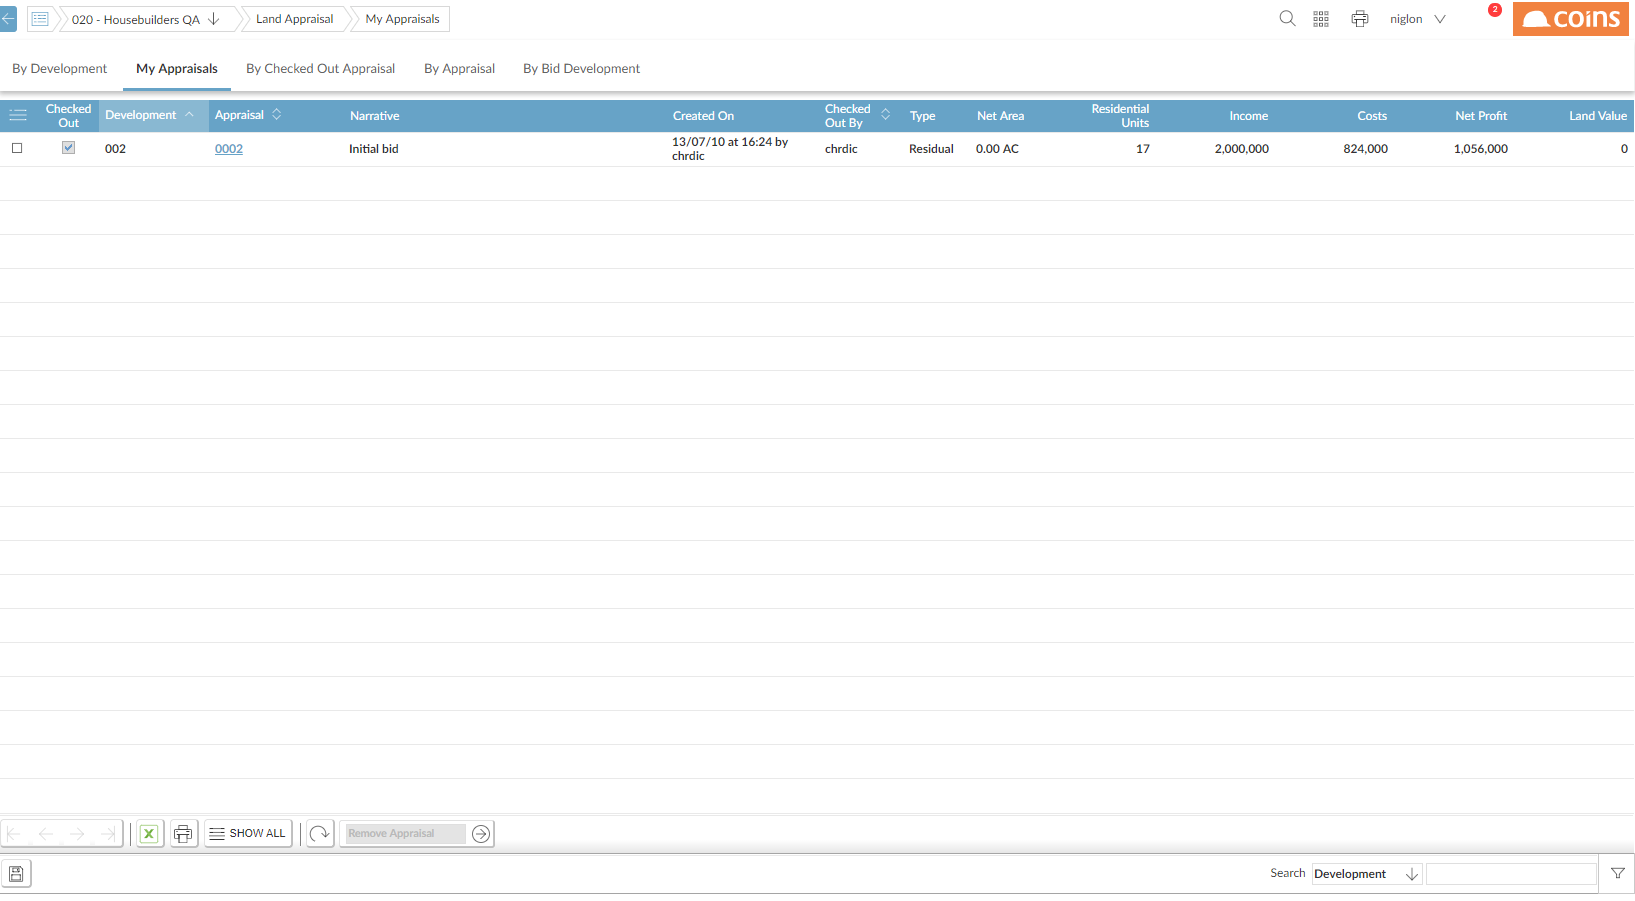 020 - Housebuilders QA
Land Appraisal
My Appraisals
niglon
2
coins
By Development
My Appraisals
By Checked Out Appraisal
By Appraisal
By Bid Development
Checked
Out
Development
Appraisal
Narrative
Created On
Checked
Out By
Type
Net Area
Residential
Units
Income
Costs
Net Profit
Land Value
002
0002
Initial bid
13/07/10 at 16:24 by
chrdic
chrdic
Residual
0.00 AC
17
2,000,000
824,000
1,056,000
0
SHOW ALL
Remove Appraisal
Search
Development